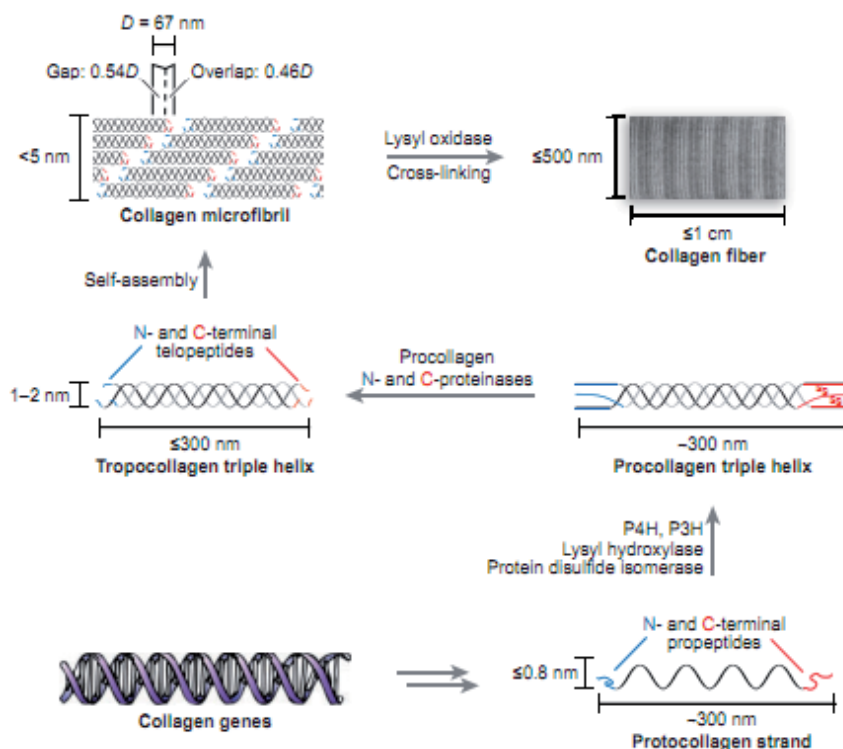 D = 67 nm
Gap: 0.54D
Overlap: 0.46D
<5 nm
Collagen microfibril
Lysyl oxidase
Cross-linking
≤500 nm
≤1 cm
Collagen fiber
Self-assembly
N- and C-terminal
telopeptides
1–2 nm
≤300 nm
Tropocollagen triple helix
Procollagen
N- and C-proteinases
S
S
S
S
~300 nm
Procollagen triple helix
P4H, P3H
Lysyl hydroxylase
Protein disulfide isomerase
Collagen genes
N- and C-terminal
propeptides
≤0.8 nm
~300 nm
Protocollagen strand